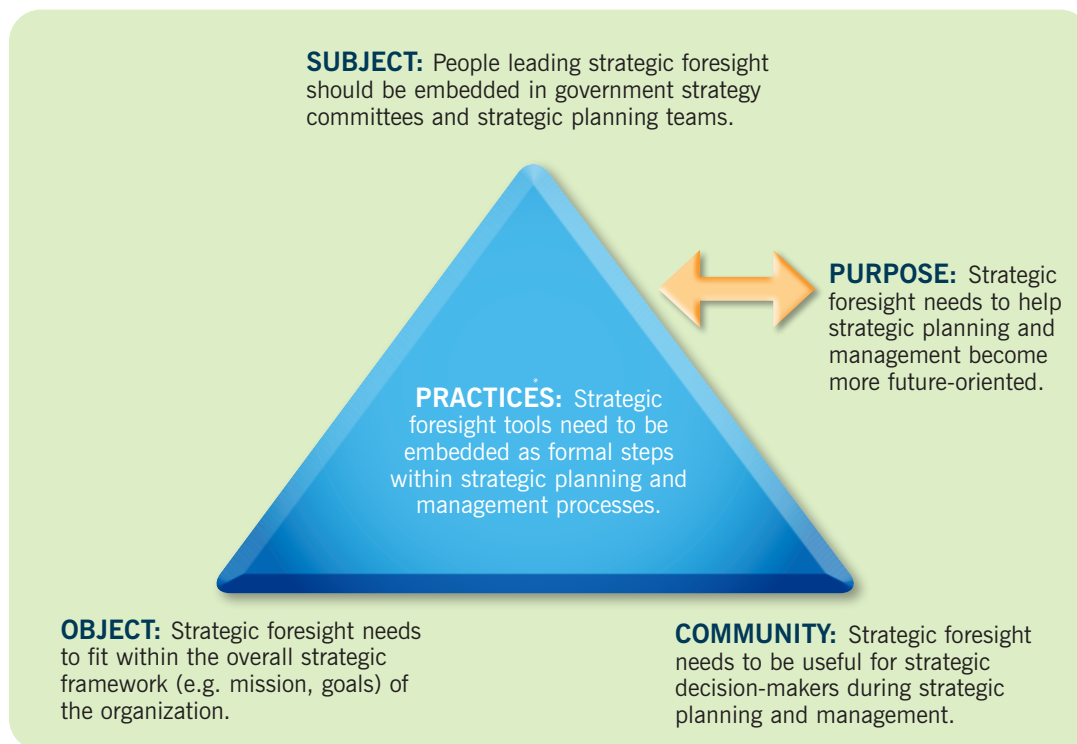 SUBJECT: People leading strategic foresight
should be embedded in government strategy
committees and strategic planning teams.
PURPOSE: Strategic
foresight needs to help
strategic planning and
management become
more future-oriented.
PRACTICES: Strategic
foresight tools need to be
embedded as formal steps
within strategic planning and
management processes.
OBJECT: Strategic foresight needs
to fit within the overall strategic
framework (e.g. mission, goals) of
the organization.
COMMUNITY: Strategic foresight
needs to be useful for strategic
decision-makers during strategic
planning and management.